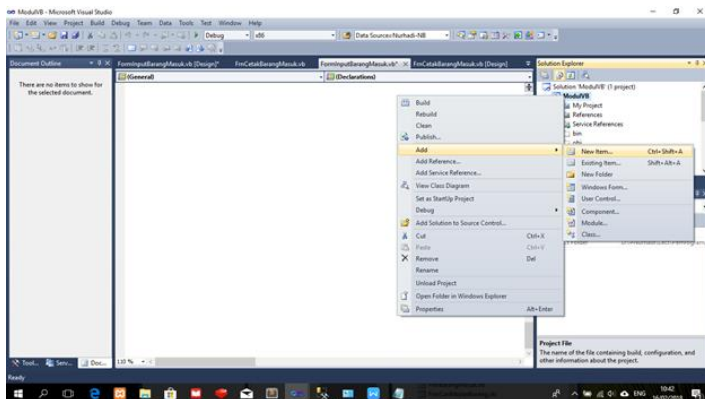 ModulVB - Microsoft Visual Studio
File Edit View Project Build Debug Team Data Tools Test Window Help
Debug x86 Data Source=Nurhadi-NB
Document Outline
FormInputBarangMasuk.vb [Design]* FrmCetakBarangMasuk.vb FormInputBarangMasuk.vb* FrmCetakBarangMasuk.vb [Design]
Solution Explorer
(General) (Declarations)
There are no items to show for
the selected document.
Solution 'ModulVB' (1 project)
ModulVB
My Project
References
Service References
bin
obj
Build
Rebuild
Clean
Publish...
Add
Add Reference...
Add Service Reference...
View Class Diagram
Set as StartUp Project
Debug
Add Solution to Source Control...
Cut Ctrl+X
Paste Ctrl+V
Remove Del
Rename
Unload Project
Open Folder in Windows Explorer
Properties Alt+Enter
New Item... Ctrl+Shift+A
Existing Item... Shift+Alt+A
New Folder
Windows Form...
User Control...
Component...
Module...
Class...
Project File
The name of the file containing build, configuration, and
other information about the project.
Tool... Serv... Doc...
110 %
Ready
ENG
10:42
16/02/2018